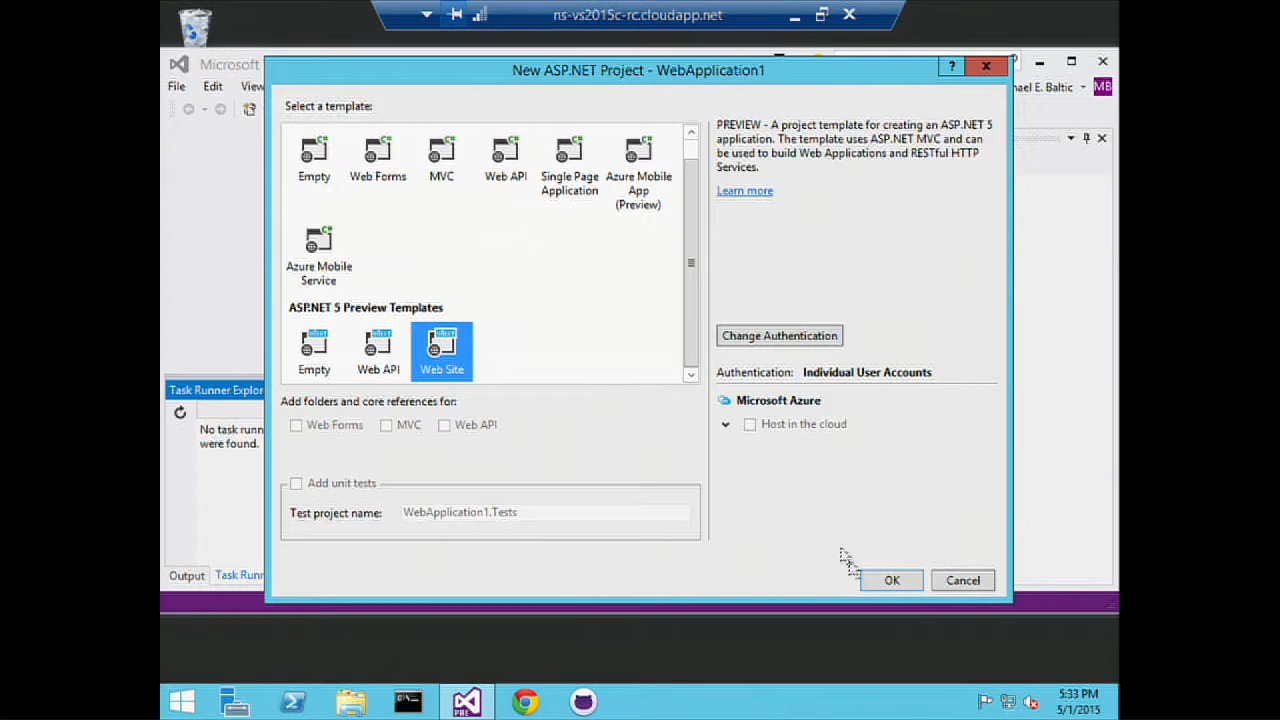 ns-vs2015c-rc.cloudapp.net
Microsoft
New ASP.NET Project - WebApplication1
?
File
Edit
View
hael E. Baltic
MB
Select a template:
Empty
Web Forms
MVC
Web API
Single Page
Application
Azure Mobile
App
(Preview)
Azure Mobile
Service
ASP.NET 5 Preview Templates
Empty
Web API
Web Site
PREVIEW - A project template for creating an ASP.NET 5
application. The template uses ASP.NET MVC and can
be used to build Web Applications and RESTful HTTP
Services.
Learn more
Change Authentication
Authentication: Individual User Accounts
Microsoft Azure
Host in the cloud
Add folders and core references for:
Web Forms
MVC
Web API
Add unit tests
Test project name:
WebApplication1.Tests
OK
Cancel
Task Runner Explor
No task runn
were found.
Output
Task Runn
5:33 PM
5/1/2015